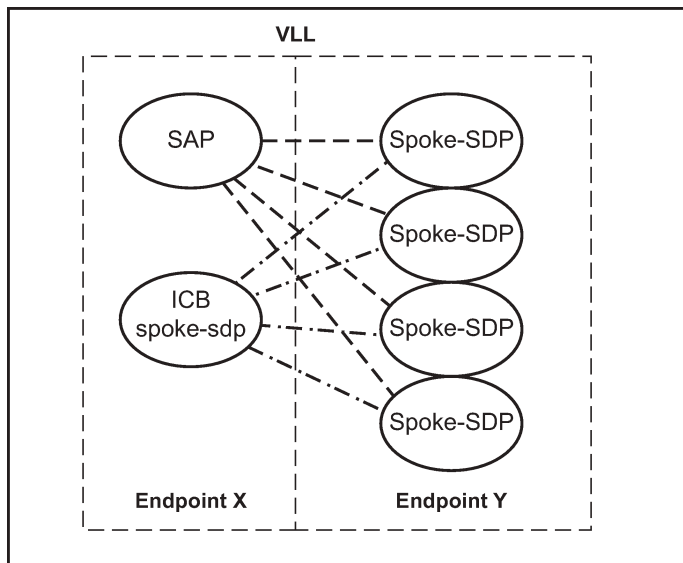 VLL
SAP
ICB
spoke-sdp
Spoke-SDP
Spoke-SDP
Spoke-SDP
Spoke-SDP
Endpoint X
Endpoint Y